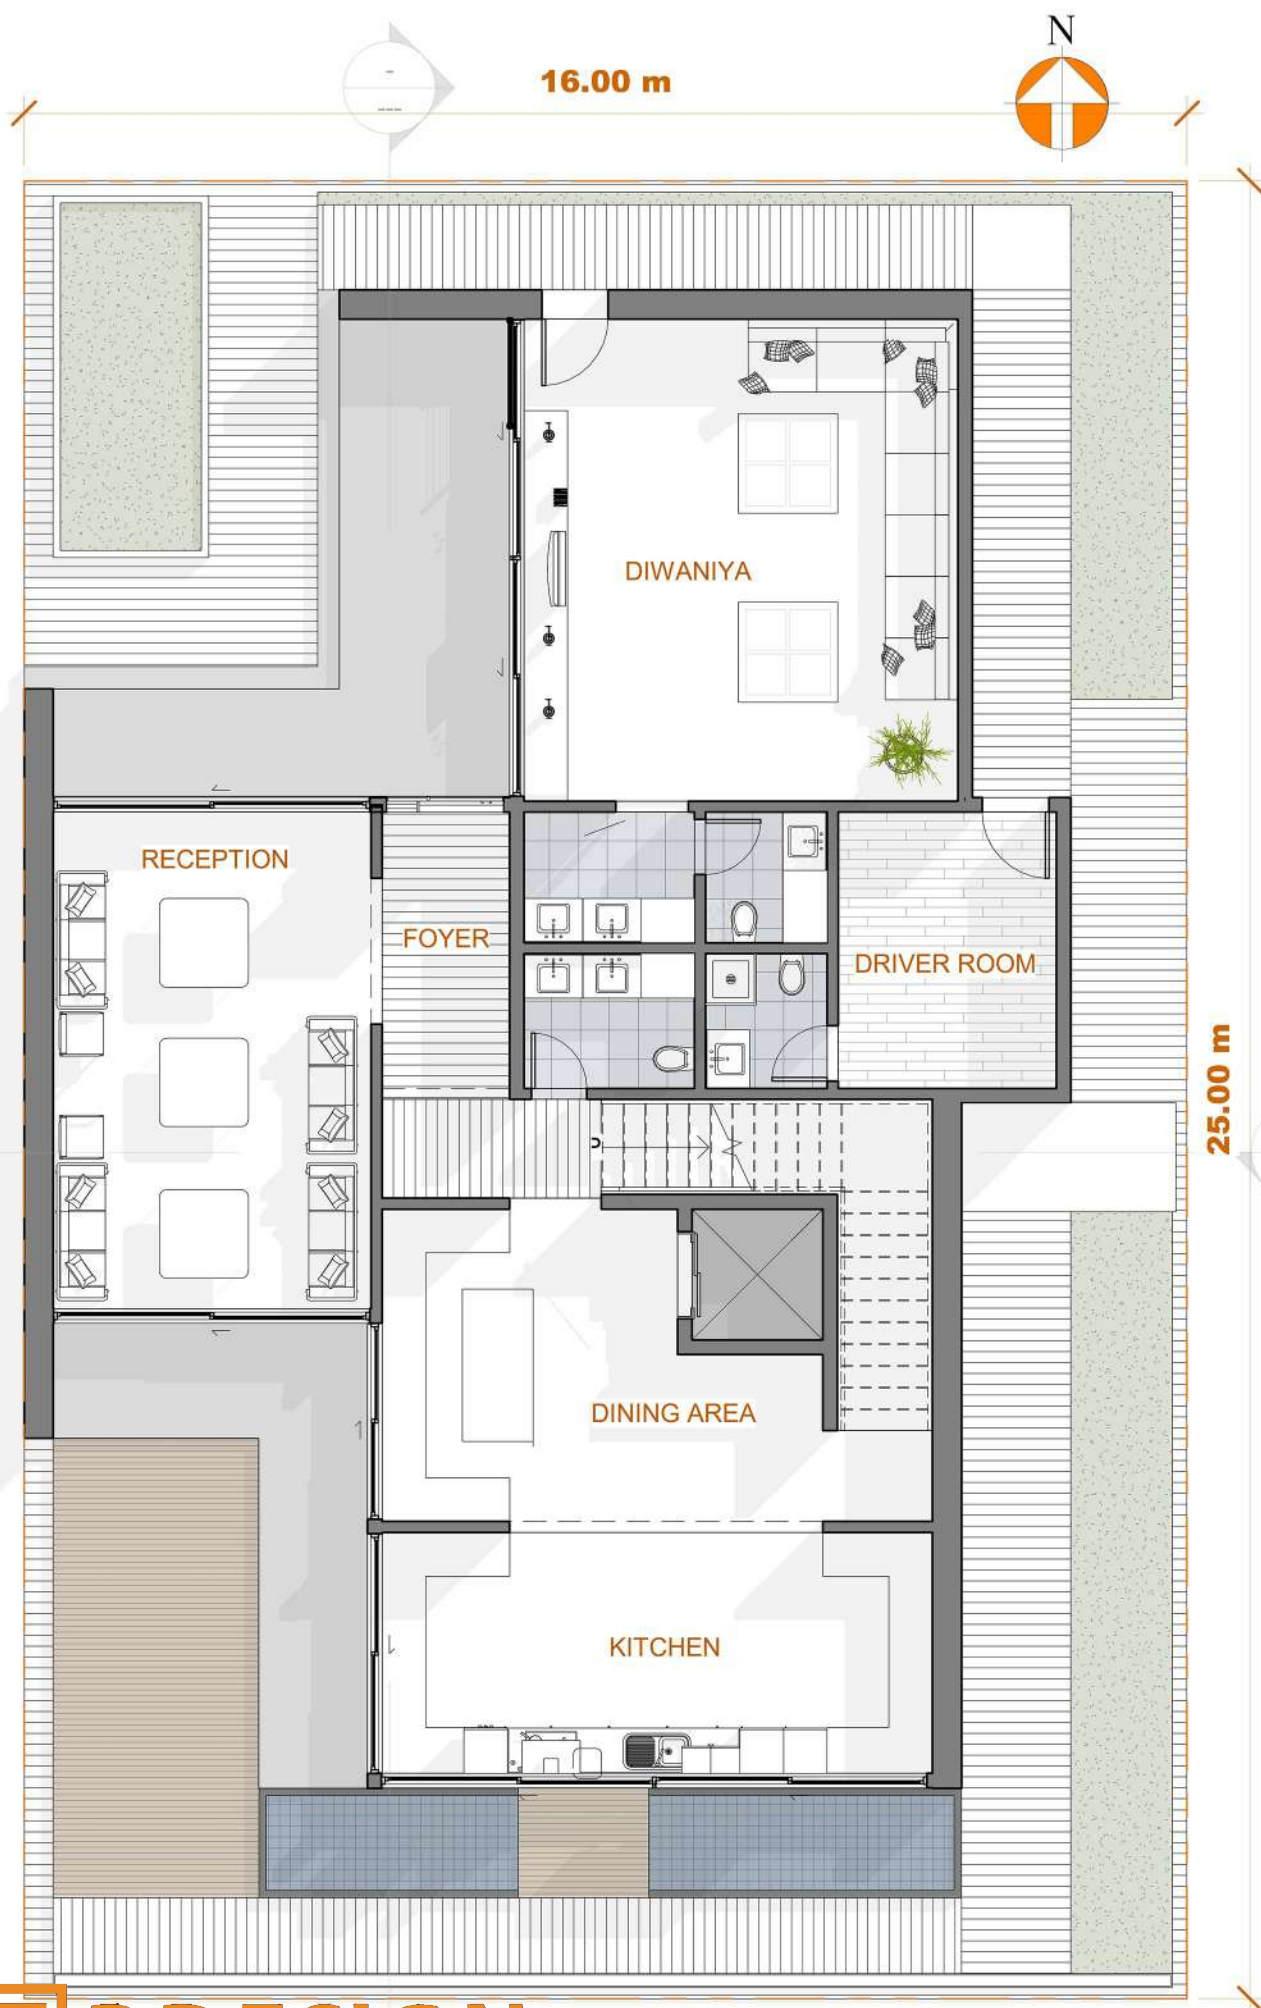 N
16.00 m
DIWANIYA
RECEPTION
FOYER
DRIVER ROOM
25.00 m
DINING AREA
KITCHEN